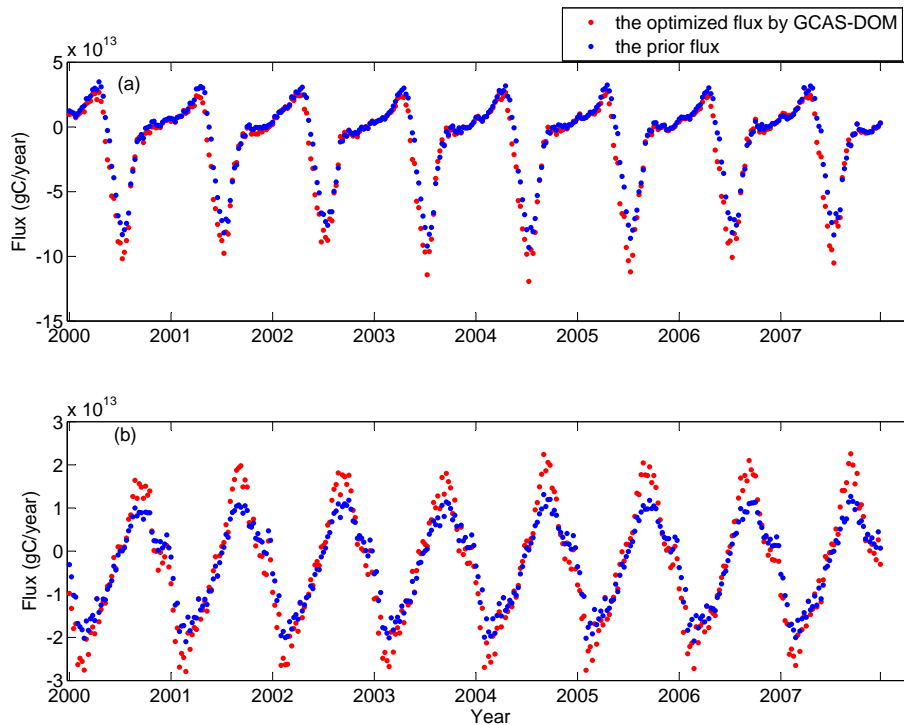 the optimized flux by GCAS-DOM
the prior flux
x 10^13
(a)
5
0
-5
-10
-15
Flux (gC/year)
2000 2001 2002 2003 2004 2005 2006 2007
x 10^13
(b)
3
2
1
0
-1
-2
-3
Flux (gC/year)
2000 2001 2002 2003 2004 2005 2006 2007
Year